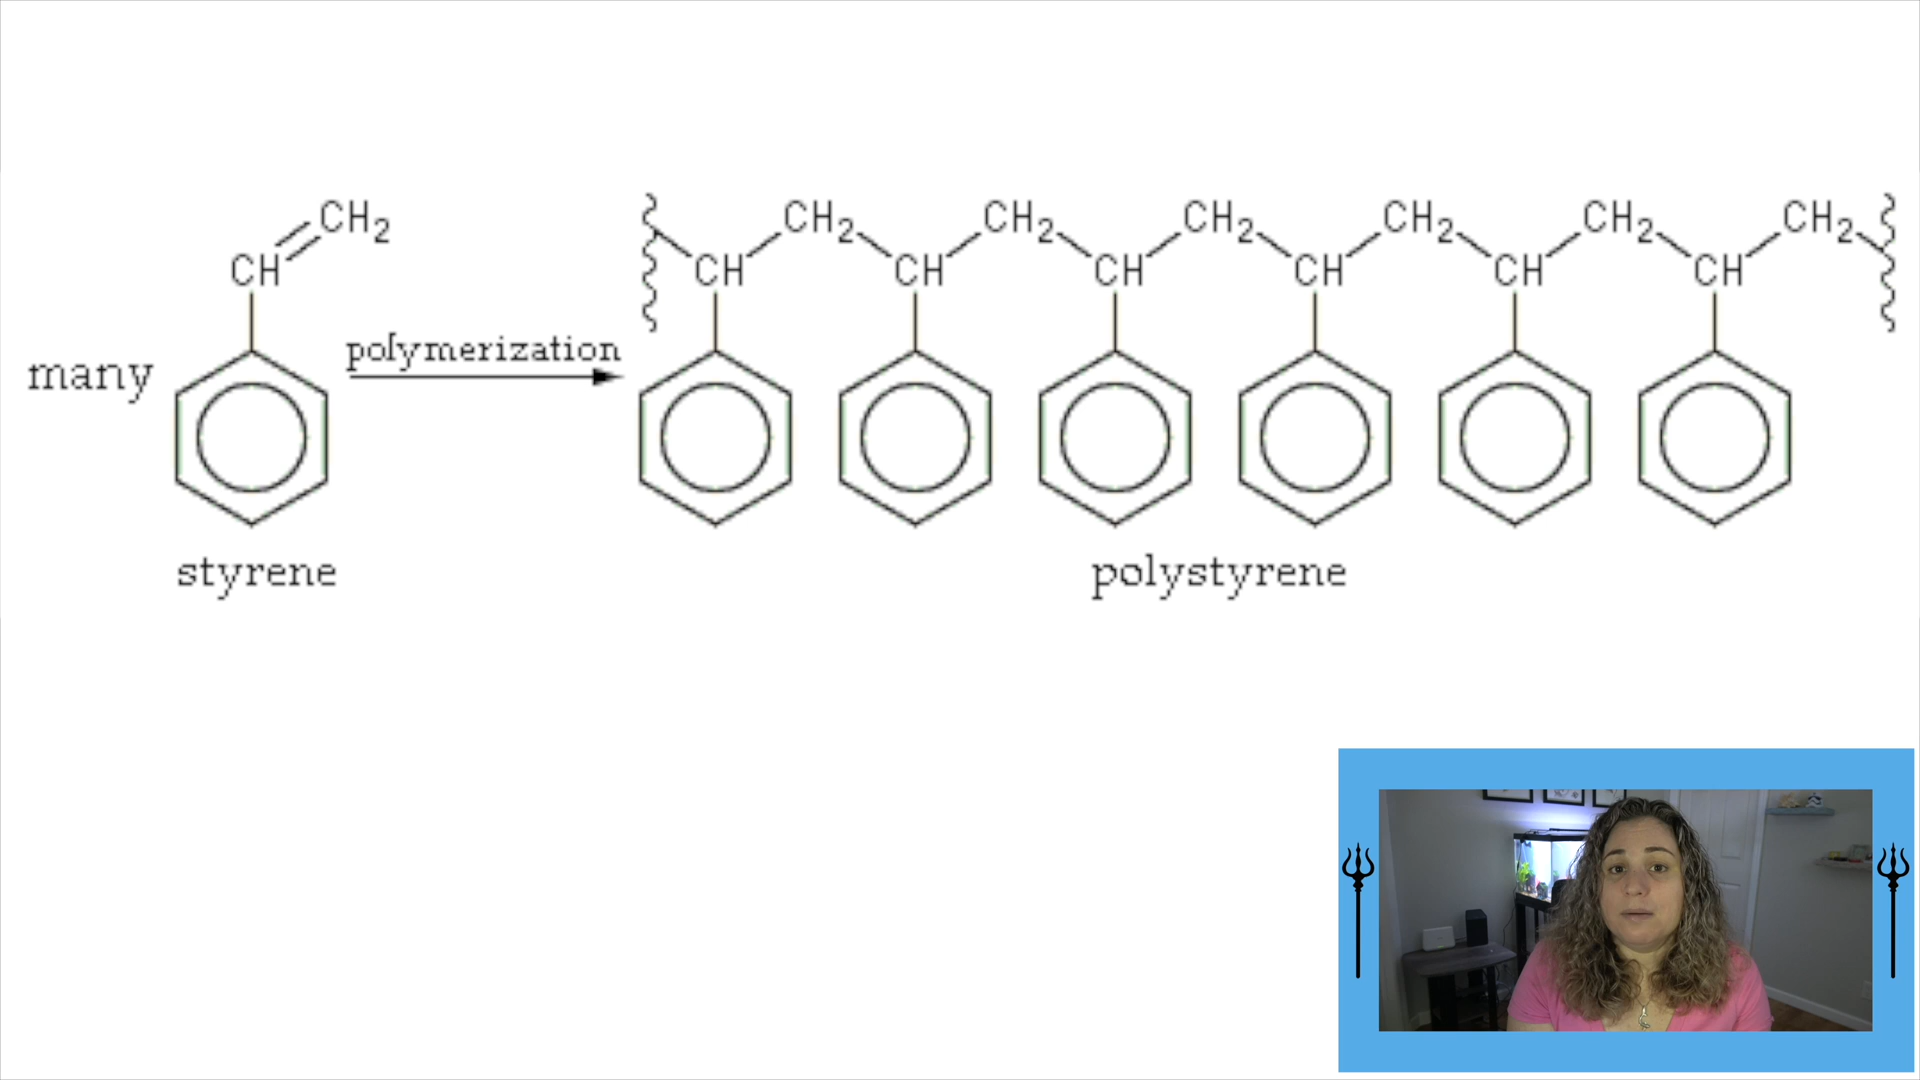 CH₂
CH
many
styrene
polymerization
CH₂ CH₂ CH₂ CH₂ CH₂ CH₂
CH CH CH CH CH CH
polystyrene